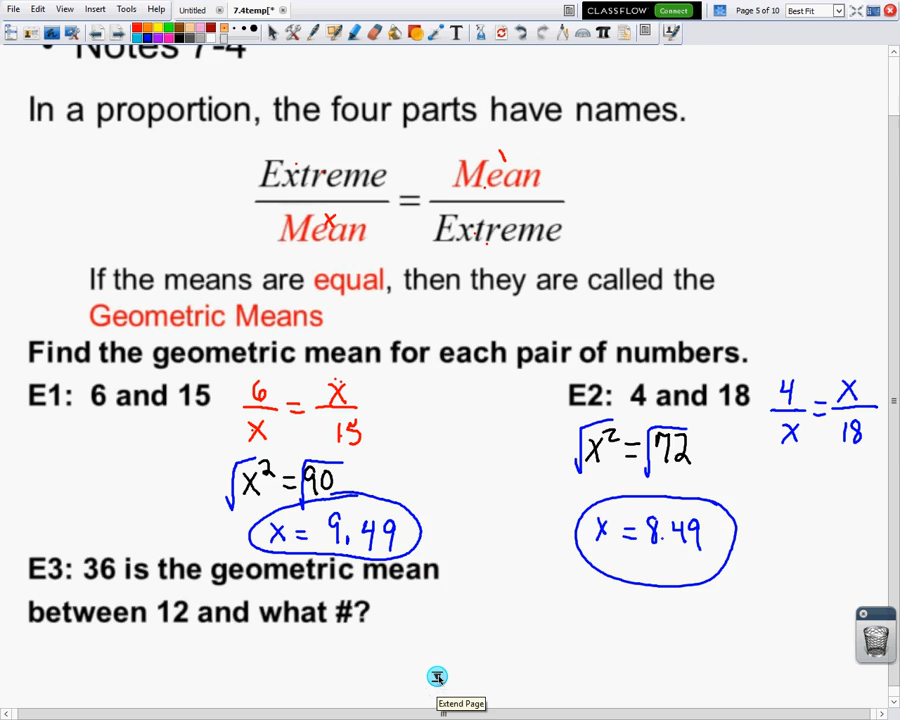 File Edit View Insert Format Help Untitled 7.4temp[* CLASSFLOW Connect Page 5 of 10 Best Fit
• Notes 7-4
In a proportion, the four parts have names.
Extreme Mean
=
Mean Extreme
If the means are equal, then they are called the
Geometric Means
Find the geometric mean for each pair of numbers.
E1: 6 and 15
6/x = x/15
√x² = √90
x = 9.49
E2: 4 and 18
4/x = x/18
√x² = √72
x = 8.49
E3: 36 is the geometric mean
between 12 and what #?
Extend Page